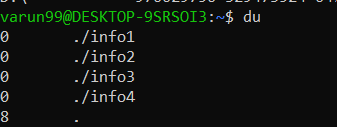 varun99@DESKTOP-9SRSOI3:~$ du
0 ./info1
0 ./info2
0 ./info3
0 ./info4
8 .